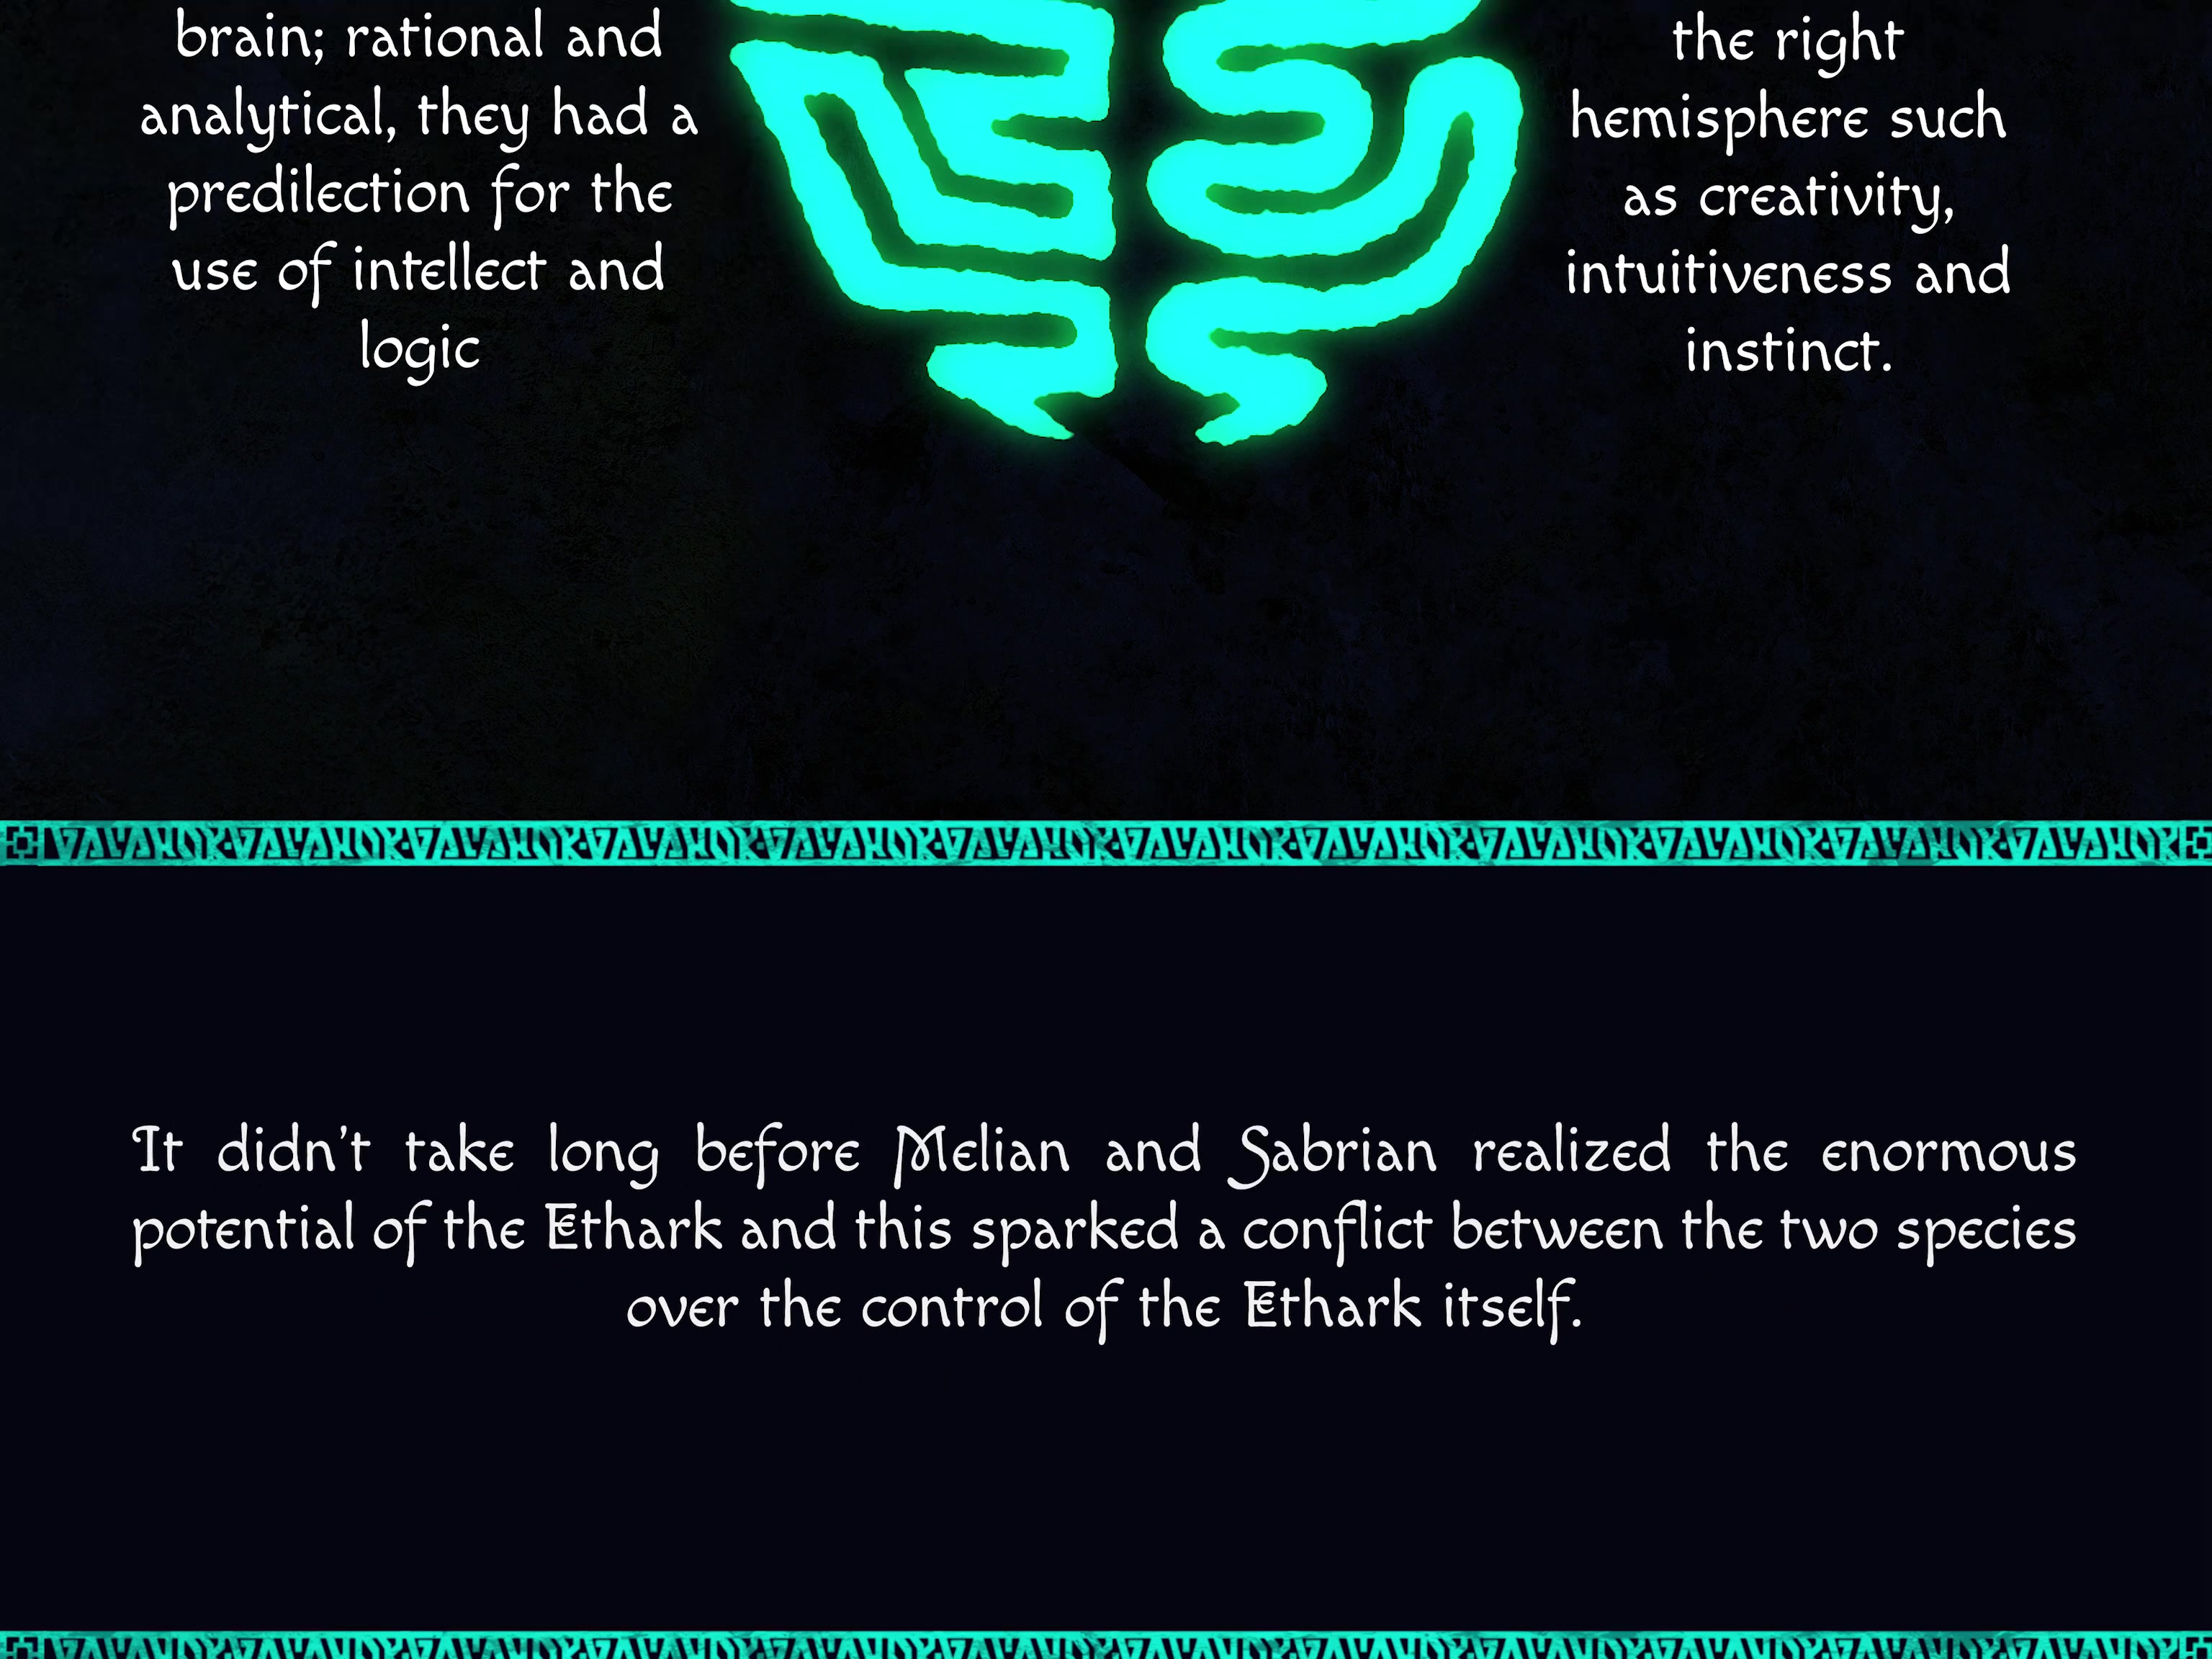 brain; rational and
analytical, they had a
predilection for the
use of intellect and
logic
the right
hemisphere such
as creativity,
intuitiveness and
instinct.
It didn't take long before Melian and Sabrian realized the enormous
potential of the Ethark and this sparked a conflict between the two species
over the control of the Ethark itself.